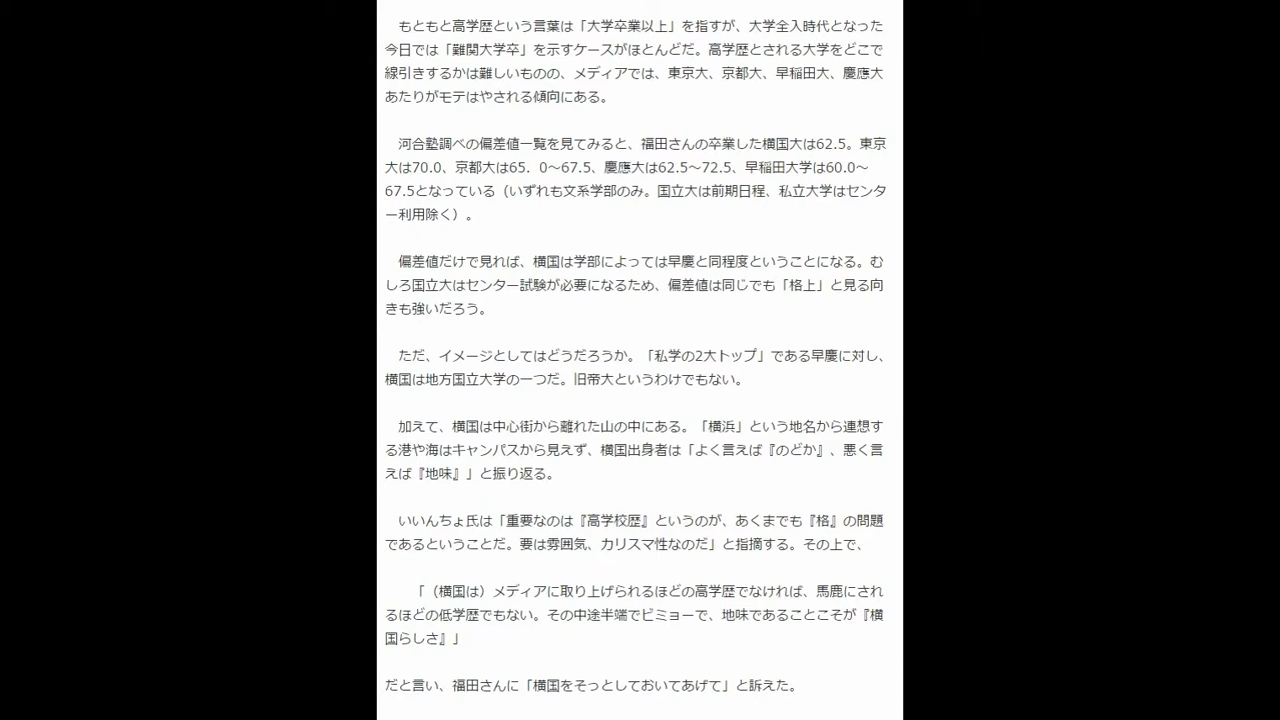 もともと高学歴という言葉は「大学卒業以上」を指すが、大学全入時代となった
今日では「難関大学卒」を示すケースがほとんどだ。高学歴とされる大学をどこで
線引きするかは難しいものの、メディアでは、東京大、京都大、早稲田大、慶應大
あたりがモテはやされる傾向にある。
河合塾調べの偏差値一覧を見てみると、福田さんの卒業した横国大は62.5。東京
大は70.0、京都大は65．0～67.5、慶應大は62.5～72.5、早稲田大学は60.0～
67.5となっている（いずれも文系学部のみ。国立大は前期日程、私立大学はセンタ
ー利用除く）。
偏差値だけで見れば、横国は学部によっては早慶と同程度ということになる。む
しろ国立大はセンター試験が必要になるため、偏差値は同じでも「格上」と見る向
きも強いだろう。
ただ、イメージとしてはどうだろうか。「私学の2大トップ」である早慶に対し、
横国は地方国立大学の一つだ。旧帝大というわけでもない。
加えて、横国は中心街から離れた山の中にある。「横浜」という地名から連想す
る港や海はキャンパスから見えず、横国出身者は「よく言えば『のどか』、悪く言
えば『地味』」と振り返る。
いいんちょ氏は「重要なのは『高学校歴』というのが、あくまでも『格』の問題
であるということだ。要は雰囲気、カリスマ性なのだ」と指摘する。その上で、
「（横国は）メディアに取り上げられるほどの高学歴でなければ、馬鹿にされ
るほどの低学歴でもない。その中途半端でビミョーで、地味であることこそが『横
国らしさ』」
だと言い、福田さんに「横国をそっとしておいてあげて」と訴えた。